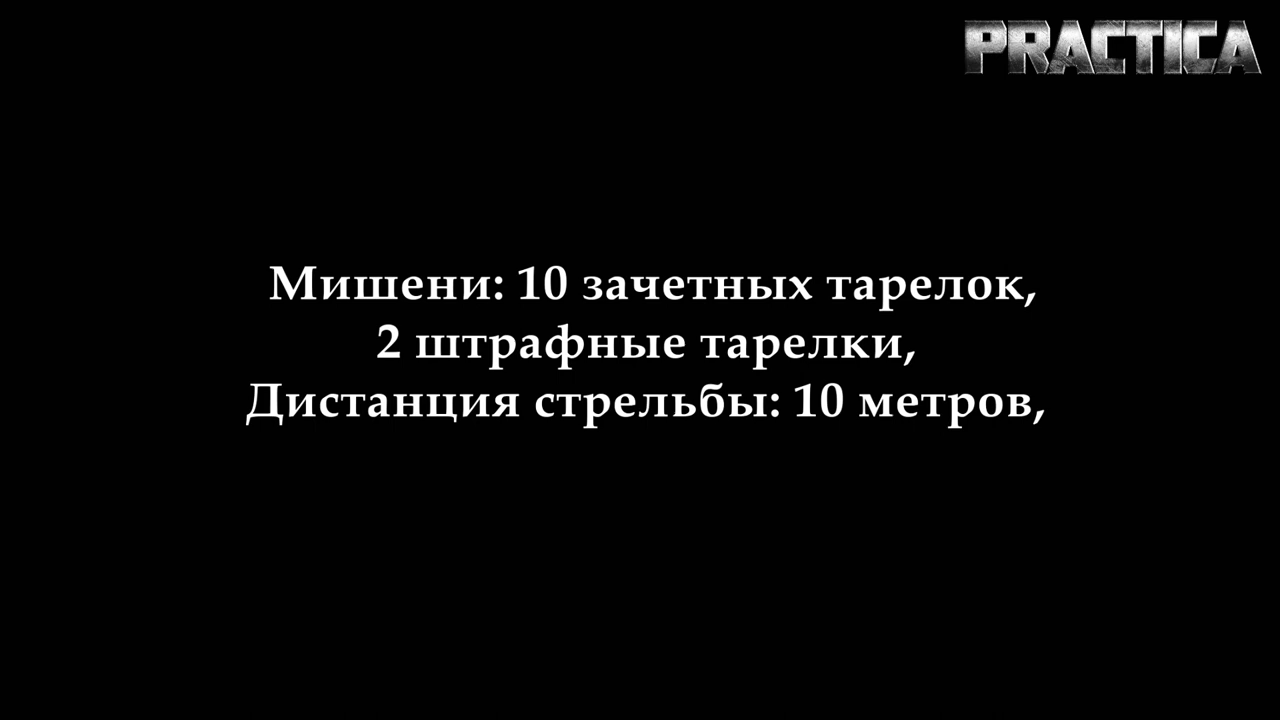 PRACTICA
Мишени: 10 зачетных тарелок,
2 штрафные тарелки,
Дистанция стрельбы: 10 метров,